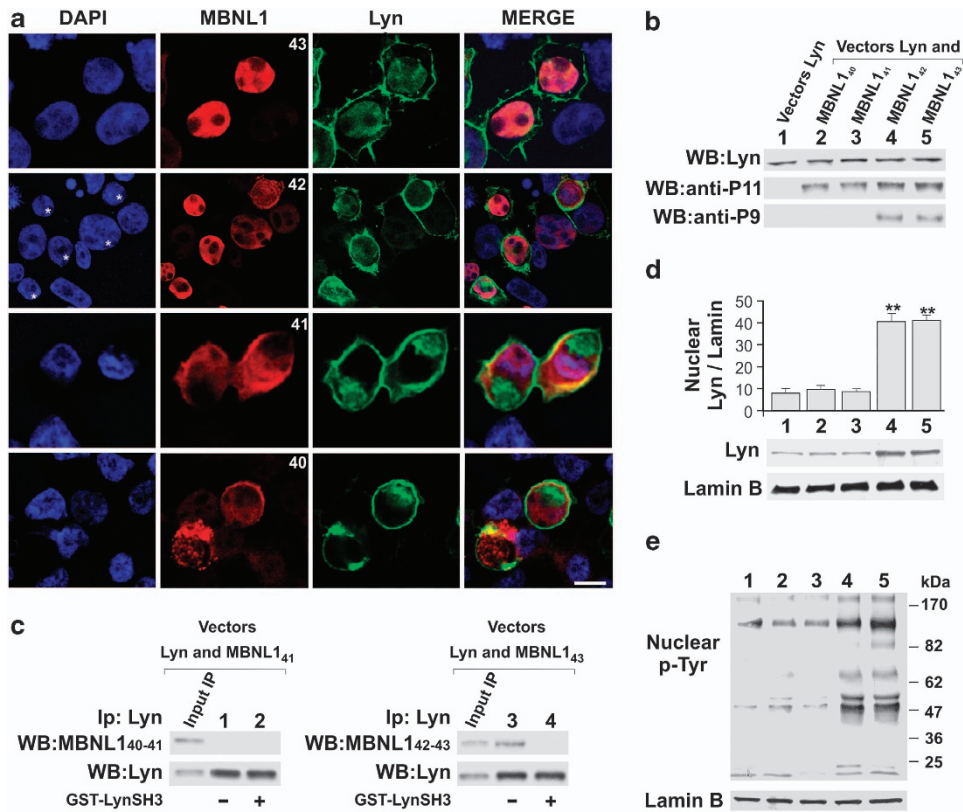 a
DAPI MBNL1 Lyn MERGE
43
42
* * * * *
41
40
b
Vectors Lyn
Vectors Lyn and
MBNL1₄₀ MBNL1₄₁ MBNL1₄₂ MBNL1₄₃
1 2 3 4 5
WB:Lyn
WB:anti-P11
WB:anti-P9
c
Vectors
Lyn and MBNL1₄₁
Input IP
Ip: Lyn 1 2
WB:MBNL1₄₀₋₄₁
WB:Lyn
GST-LynSH3 − +
Vectors
Lyn and MBNL1₄₃
Input IP
Ip: Lyn 3 4
WB:MBNL1₄₂₋₄₃
WB:Lyn
GST-LynSH3 − +
d
Nuclear
Lyn / Lamin
50
40
30
20
10
0
** **
1 2 3 4 5
Lyn
Lamin B
e
1 2 3 4 5 kDa
Nuclear
p-Tyr
170
82
62
47
36
25
Lamin B